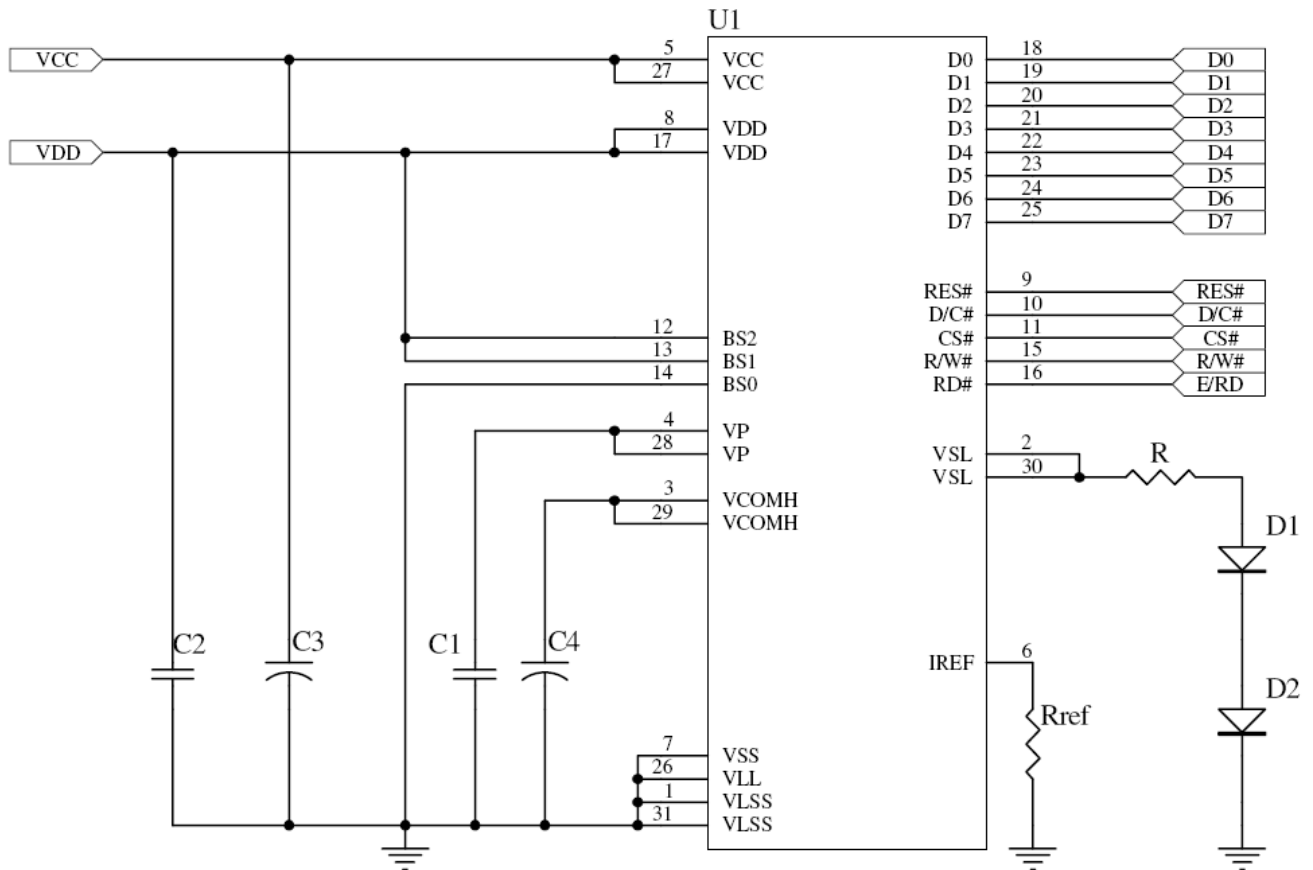 U1
VCC 5 VCC D0 18 D0
27 VCC D1 19 D1
D2 20 D2
8 VDD D3 21 D3
VDD 17 VDD D4 22 D4
D5 23 D5
D6 24 D6
D7 25 D7
RES# 9 RES#
D/C# 10 D/C#
12 BS2 CS# 11 CS#
13 BS1 R/W# 15 R/W#
14 BS0 RD# 16 E/RD
4 VP
28 VP VSL 2 R
VSL 30
3 VCOMH
29 VCOMH D1
C2 C3 C1 C4
IREF 6
D2
Rref
7 VSS
26 VLL
1 VLSS
31 VLSS